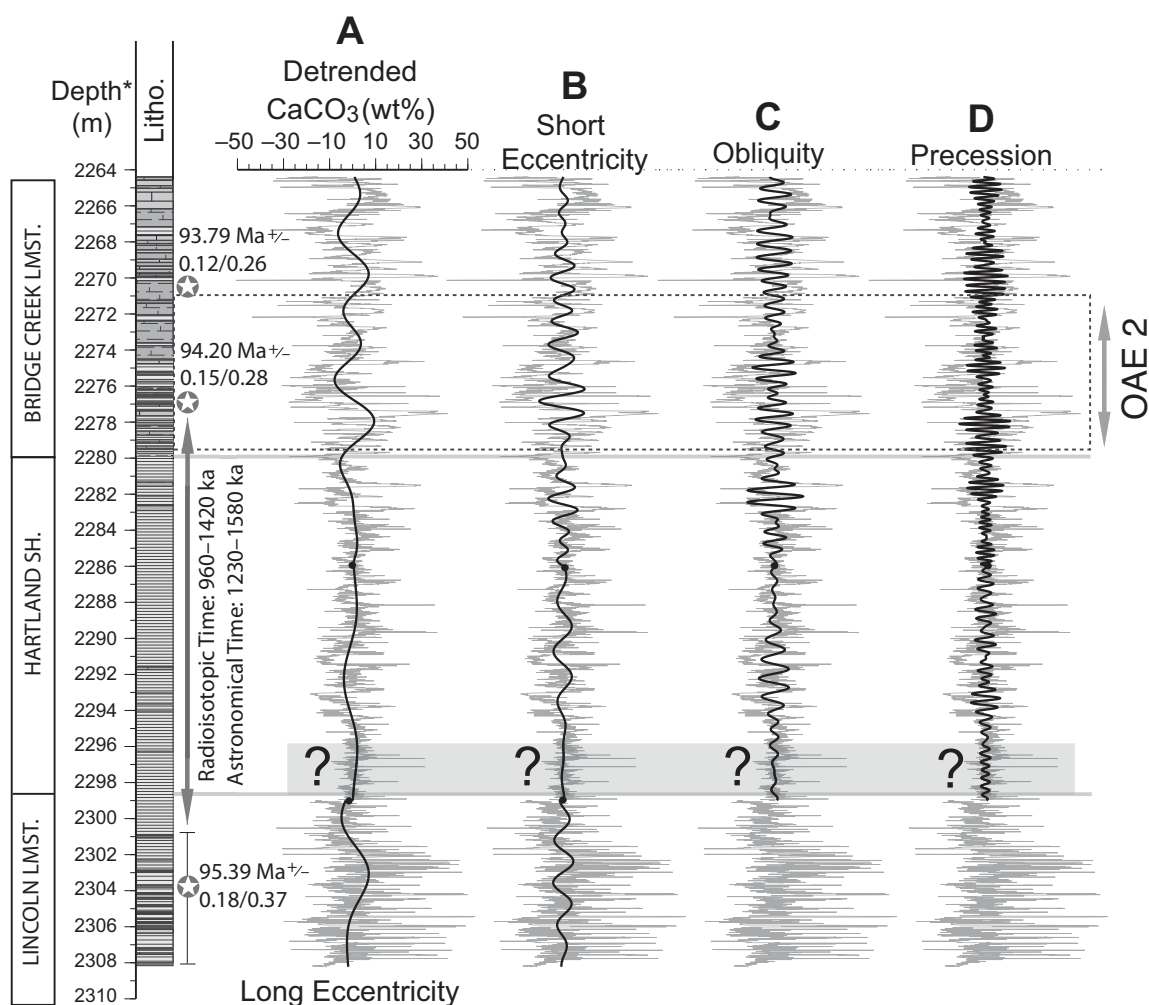 A
Detrended
CaCO3 (wt%)
−50 −30 −10 10 30 50
B
Short
Eccentricity
C
Obliquity
D
Precession
Depth*
(m)
Litho.
2264
2266
2268
2270
2272
2274
2276
2278
2280
2282
2284
2286
2288
2290
2292
2294
2296
2298
2300
2302
2304
2306
2308
2310
BRIDGE CREEK LMST.
HARTLAND SH.
LINCOLN LMST.
93.79 Ma+/−
0.12/0.26
94.20 Ma+/−
0.15/0.28
Radioisotopic Time: 960–1420 ka
Astronomical Time: 1230–1580 ka
95.39 Ma+/−
0.18/0.37
OAE 2
? ? ? ?
Long Eccentricity